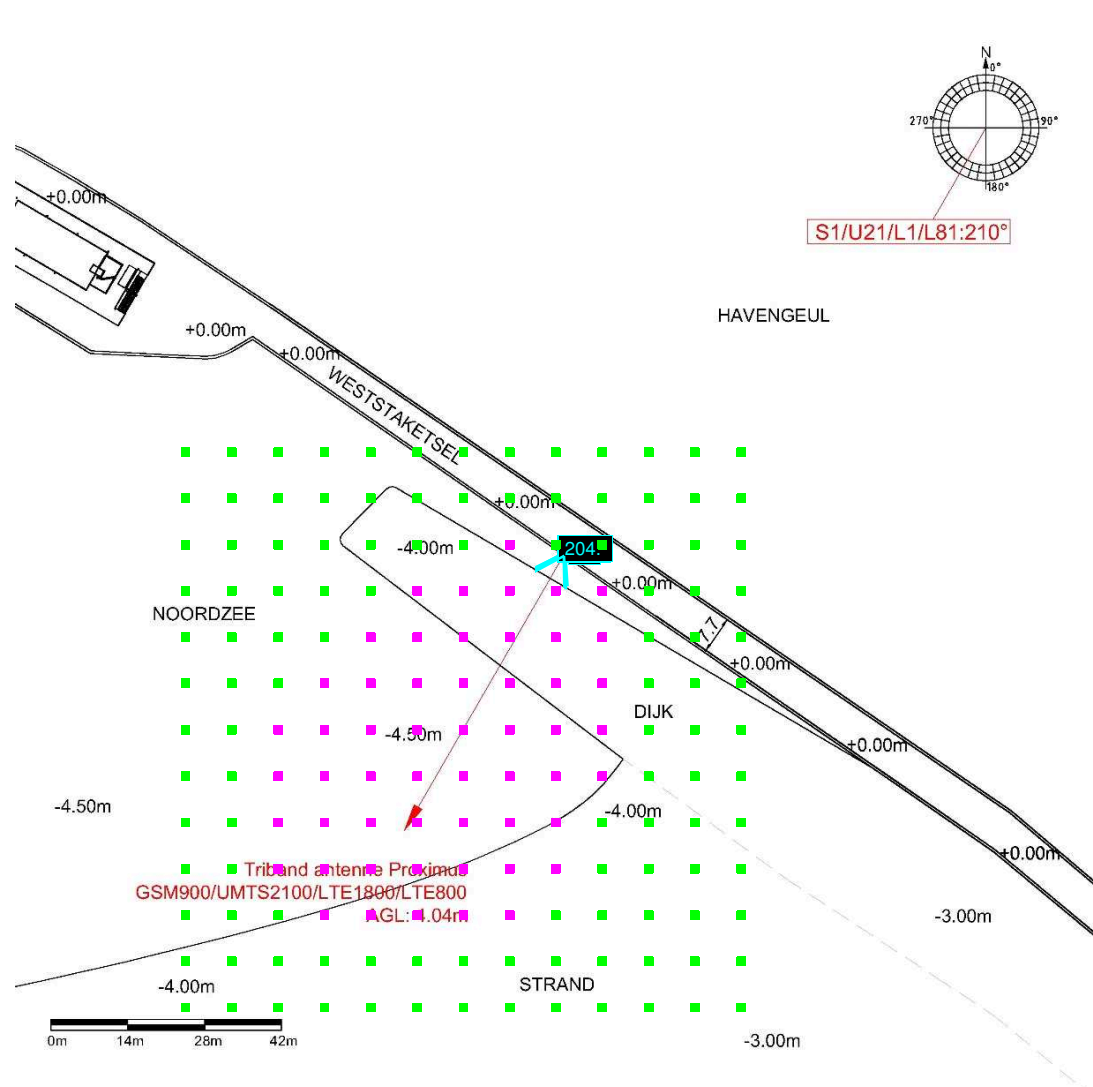 N
0°
270°
90°
180°
S1/U21/L1/L81:210°
+0.00m
HAVENGEUL
+0.00m
+0.00m
WESTSTAKETSEL
+0.00m
-4.00m
204.
+0.00m
NOORDZEE
7.7
+0.00m
DIJK
-4.50m
+0.00m
-4.50m
-4.00m
+0.00m
Triband antenne Proximus
GSM900/UMTS2100/LTE1800/LTE800
AGL: 4.04m
-3.00m
-4.00m
STRAND
0m 14m 28m 42m
-3.00m